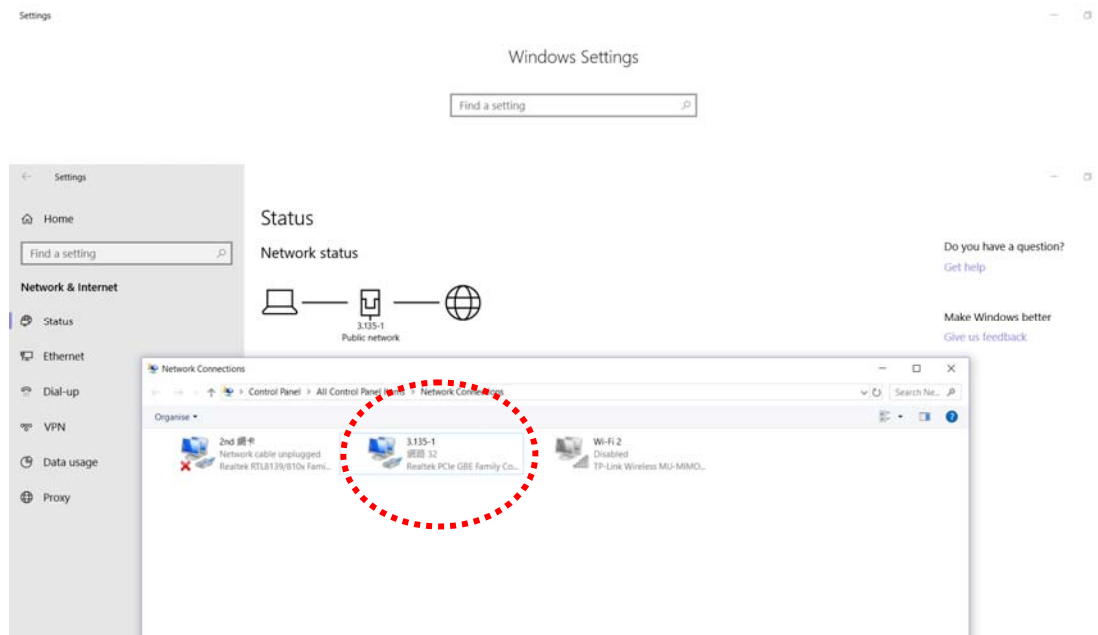 Settings
Windows Settings
Find a setting
Settings
Home
Find a setting
Network & Internet
Status
Ethernet
Dial-up
VPN
Data usage
Proxy
Status
Network status
3.135-1
Public network
Do you have a question?
Get help
Make Windows better
Give us feedback
Network Connections
Control Panel > All Control Panel Items > Network Connections
Search Ne...
Organise
2nd 網卡
Network cable unplugged
Realtek RTL8139/810x Fami...
3.135-1
網路 32
Realtek PCIe GBE Family Co...
Wi-Fi 2
Disabled
TP-Link Wireless MU-MIMO...